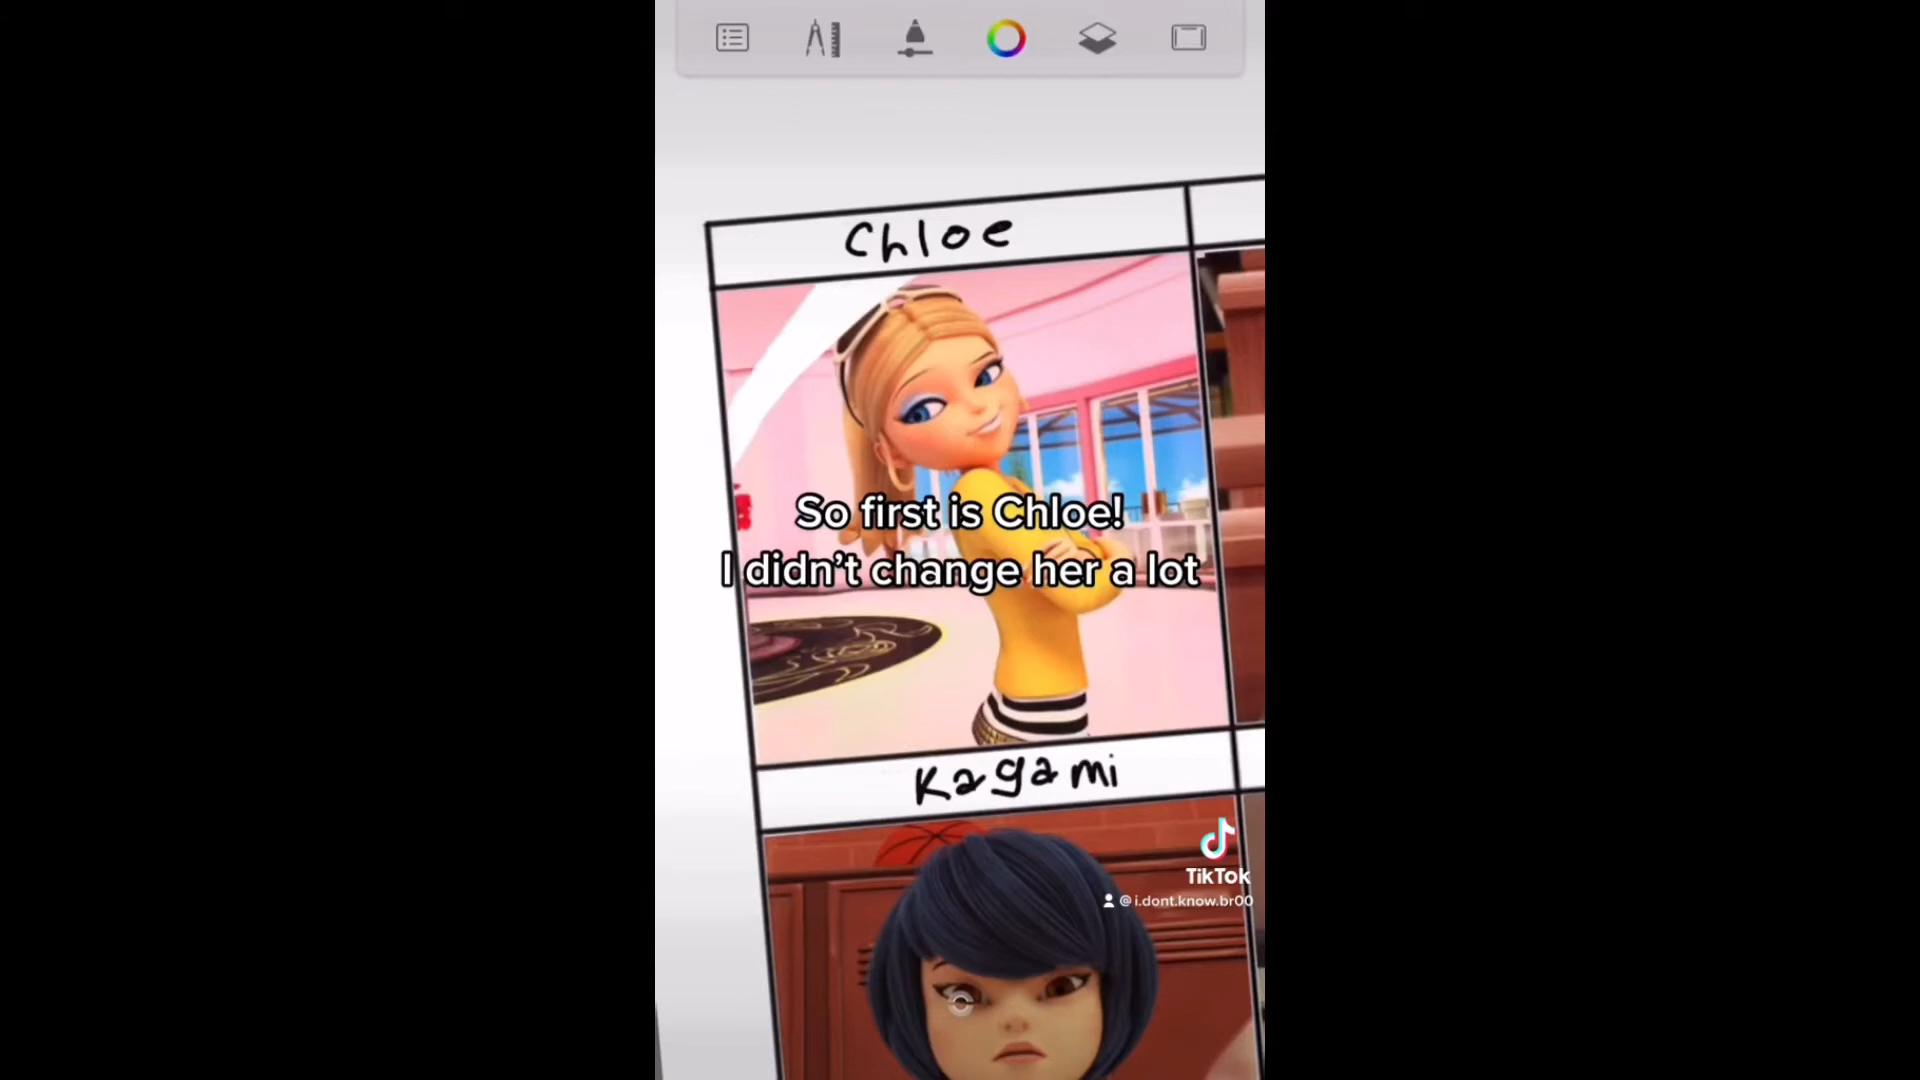 Chloe
So first is Chloe!
I didn't change her a lot
Kagami
TikTok
@i.dont.know.br00